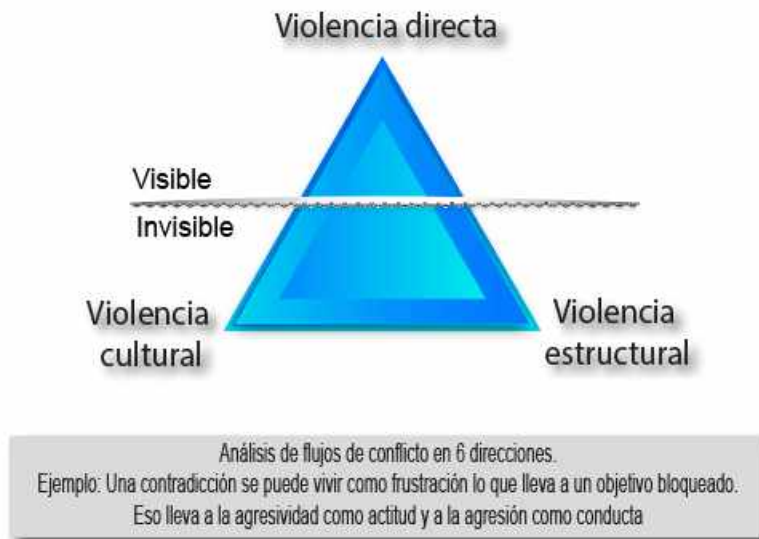 Violencia directa
Visible
Invisible
Violencia
cultural
Violencia
estructural
Análisis de flujos de conflicto en 6 direcciones.
Ejemplo: Una contradicción se puede vivir como frustración lo que lleva a un objetivo bloqueado.
Eso lleva a la agresividad como actitud y a la agresión como conducta